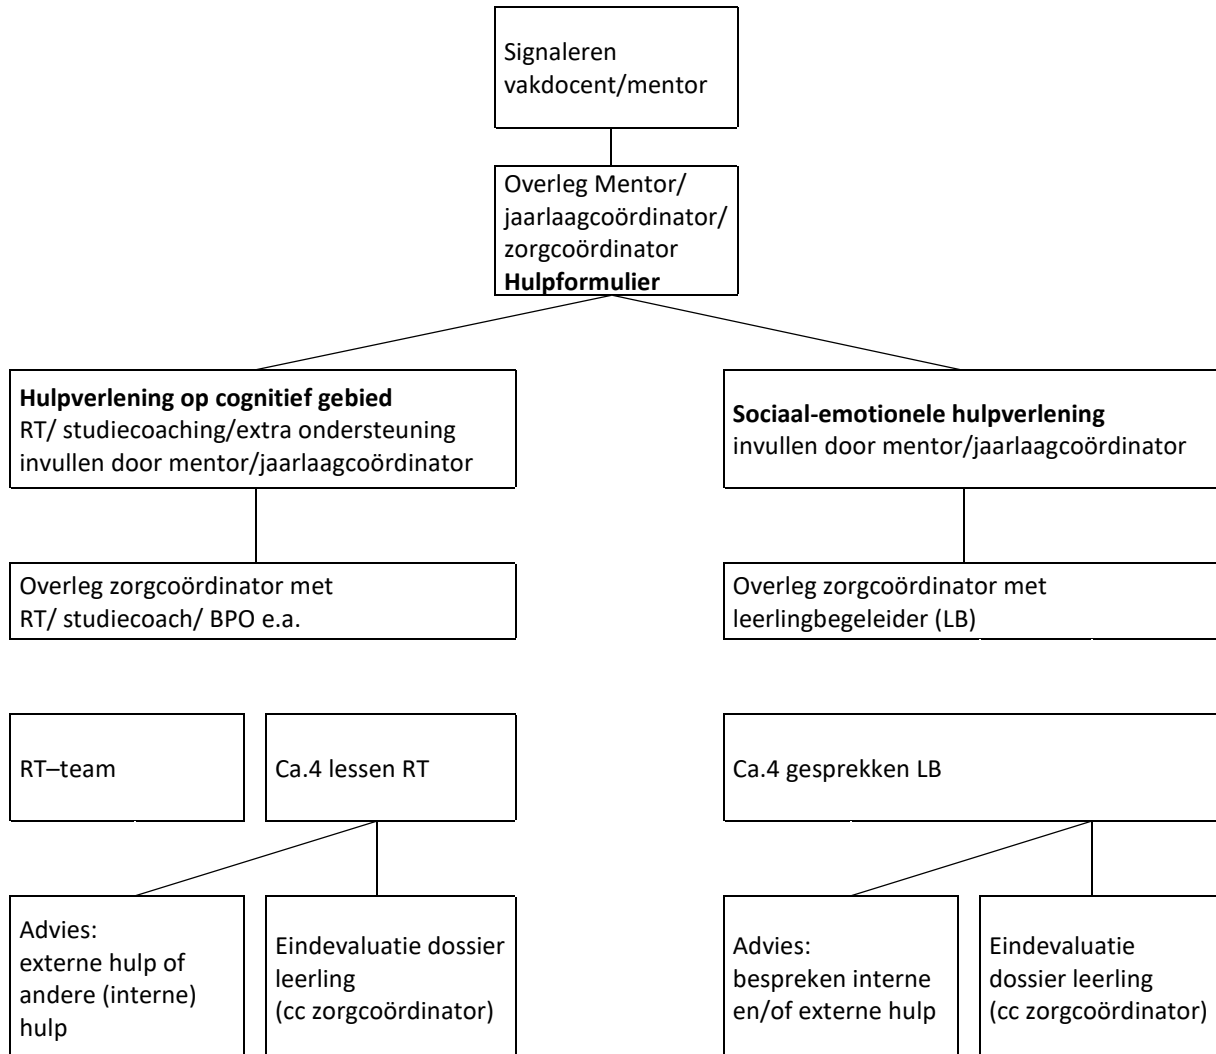 Signaleren
vakdocent/mentor
Overleg Mentor/
jaarlaagcoördinator/
zorgcoördinator
Hulpformulier
Hulpverlening op cognitief gebied
RT/ studiecoaching/extra ondersteuning
invullen door mentor/jaarlaagcoördinator
Sociaal-emotionele hulpverlening
invullen door mentor/jaarlaagcoördinator
Overleg zorgcoördinator met
RT/ studiecoach/ BPO e.a.
Overleg zorgcoördinator met
leerlingbegeleider (LB)
RT–team
Ca.4 lessen RT
Ca.4 gesprekken LB
Advies:
externe hulp of
andere (interne)
hulp
Eindevaluatie dossier
leerling
(cc zorgcoördinator)
Advies:
bespreken interne
en/of externe hulp
Eindevaluatie
dossier leerling
(cc zorgcoördinator)